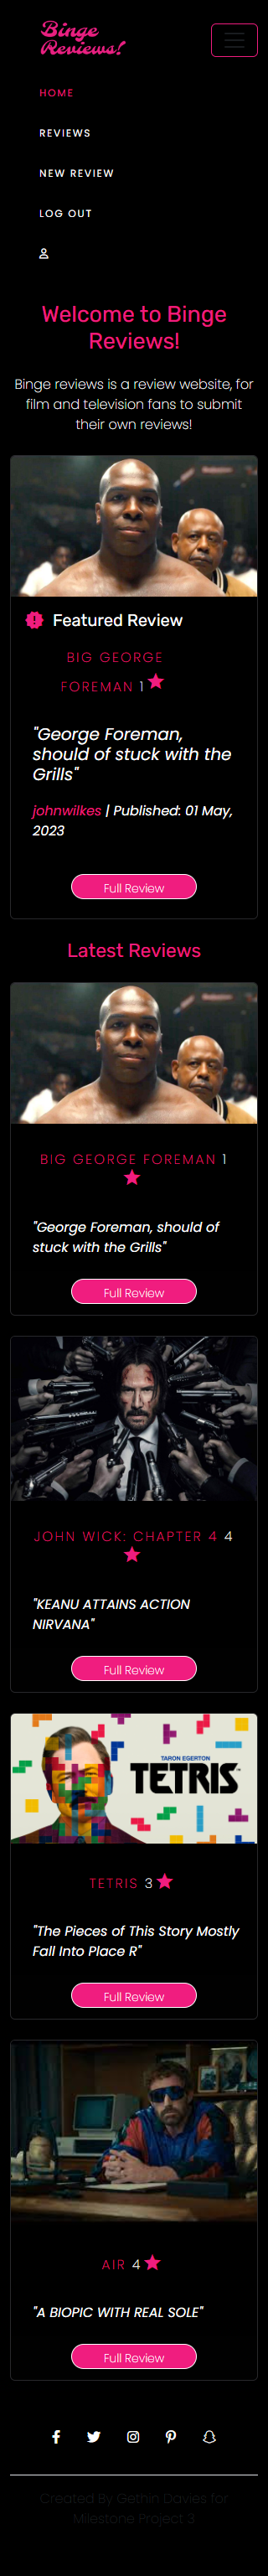 Binge
Reviews!
HOME
REVIEWS
NEW REVIEW
LOG OUT
Welcome to Binge
Reviews!
Binge reviews is a review website, for
film and television fans to submit
their own reviews!
Featured Review
BIG GEORGE
FOREMAN 1
"George Foreman,
should of stuck with the
Grills"
johnwilkes | Published: 01 May,
2023
Full Review
Latest Reviews
BIG GEORGE FOREMAN 1
"George Foreman, should of
stuck with the Grills"
Full Review
JOHN WICK: CHAPTER 4 4
"KEANU ATTAINS ACTION
NIRVANA"
Full Review
TARON EGERTON
TETRIS
TETRIS 3
"The Pieces of This Story Mostly
Fall Into Place R"
Full Review
AIR 4
"A BIOPIC WITH REAL SOLE"
Full Review
Created By Gethin Davies for
Milestone Project 3